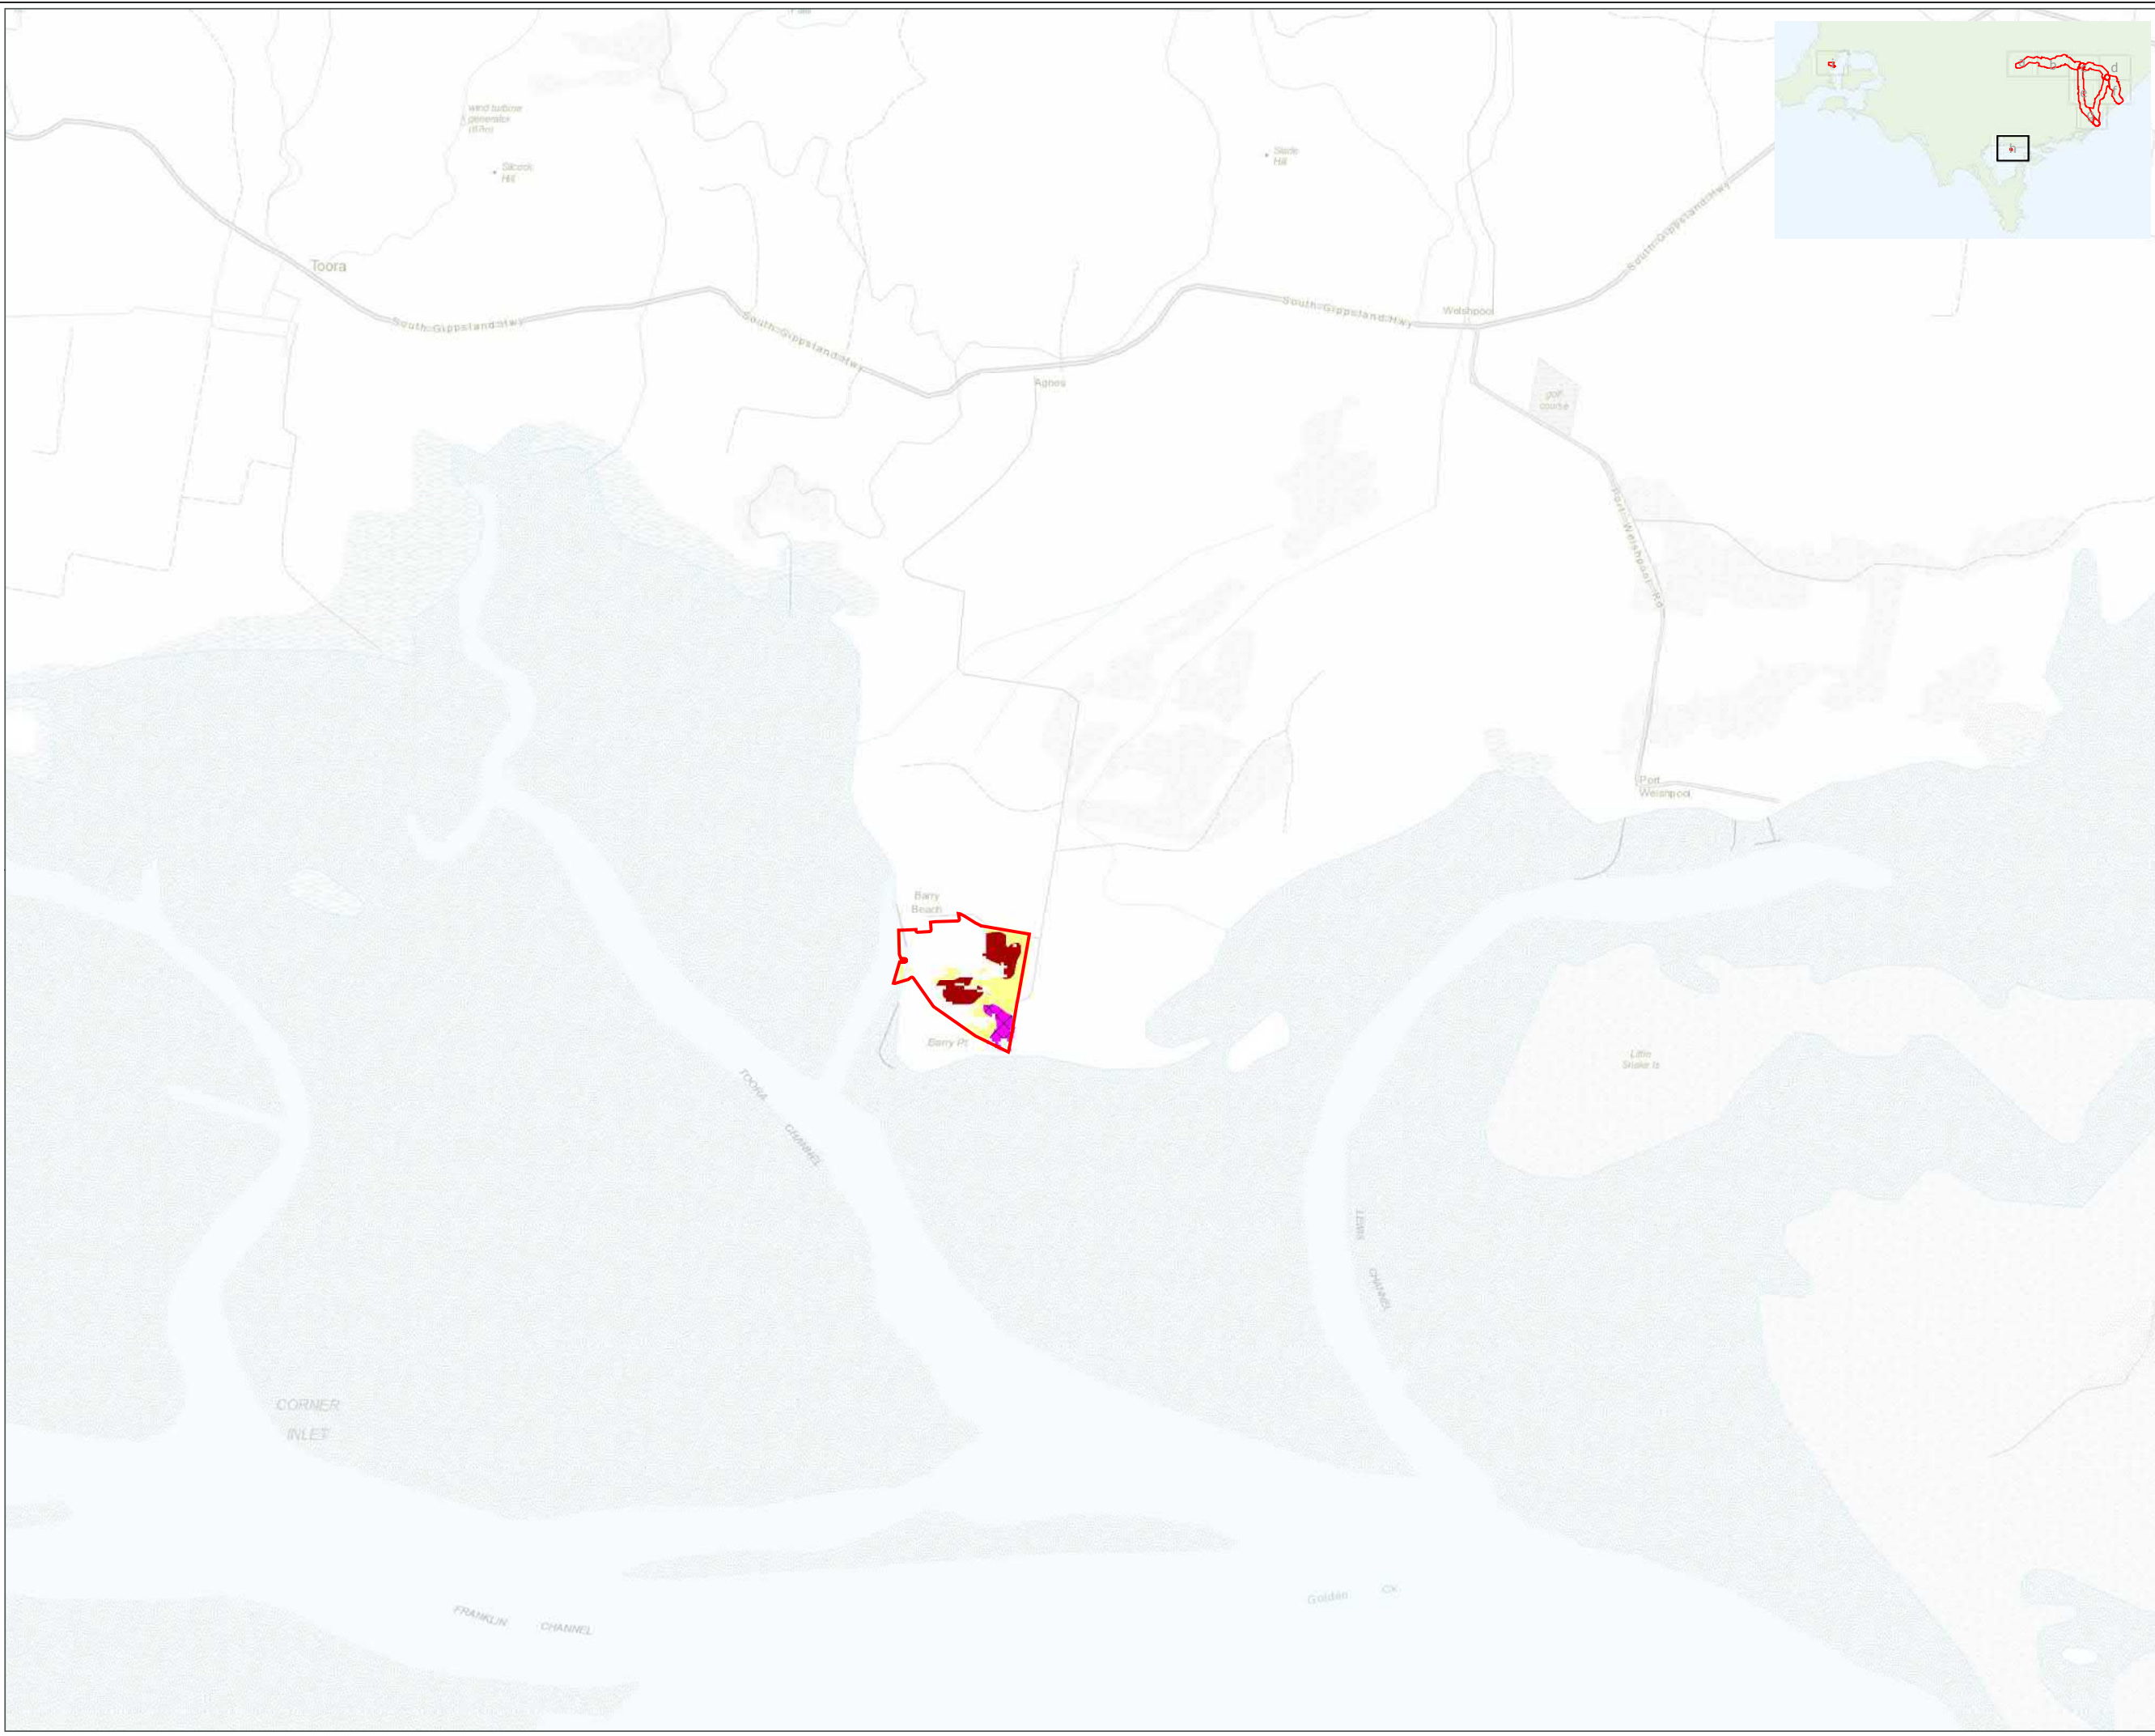 wind turbine
generator
Silcock
Hill
Slade
Hill
d
b
e
h
Toora
South Gippsland Hwy
South Gippsland Hwy
South Gippsland Hwy
South Gippsland Hwy
Welshpool
Agnes
golf
course
Port Welshpool Rd
Port
Welshpool
Barry
Beach
Barry Pt
TOORA CHANNEL
Little
Snake Is
LEWIS CHANNEL
CORNER
INLET
FRANKLIN CHANNEL
Golden Ck